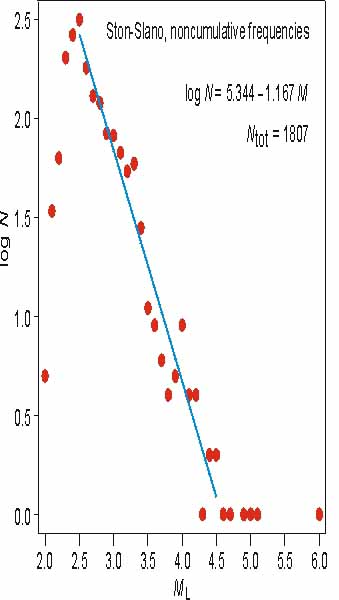 Ston-Slano, noncumulative frequencies
log N = 5.344 – 1.167 M
Ntot = 1807
2.5
2.0
1.5
1.0
0.5
0.0
log N
2.0 2.5 3.0 3.5 4.0 4.5 5.0 5.5 6.0
ML